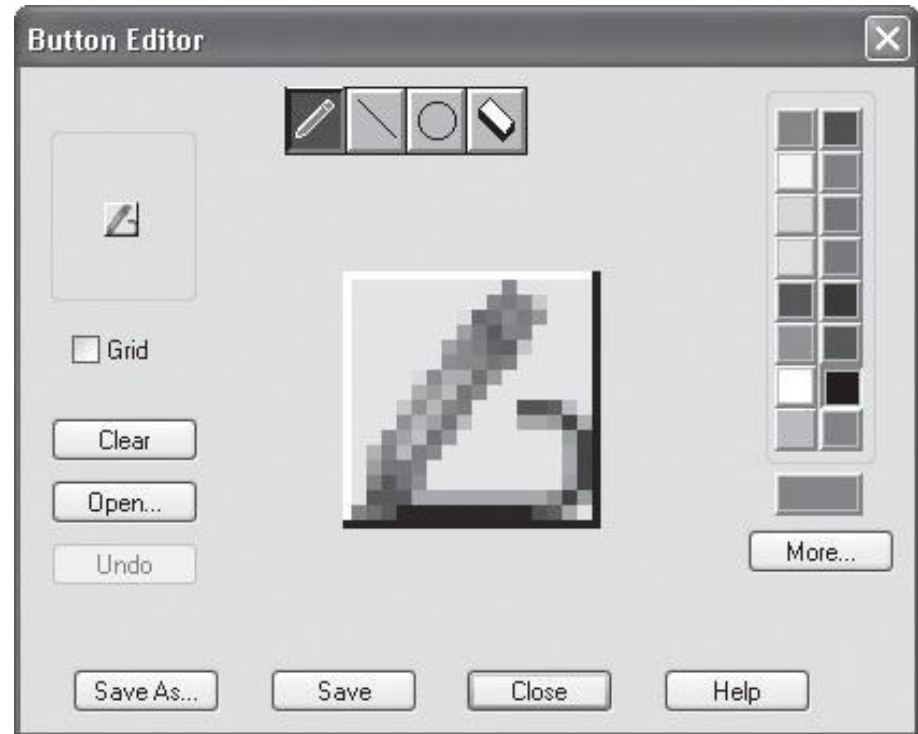 Button Editor
Grid
Clear
Open...
Undo
More...
Save As...
Save
Close
Help